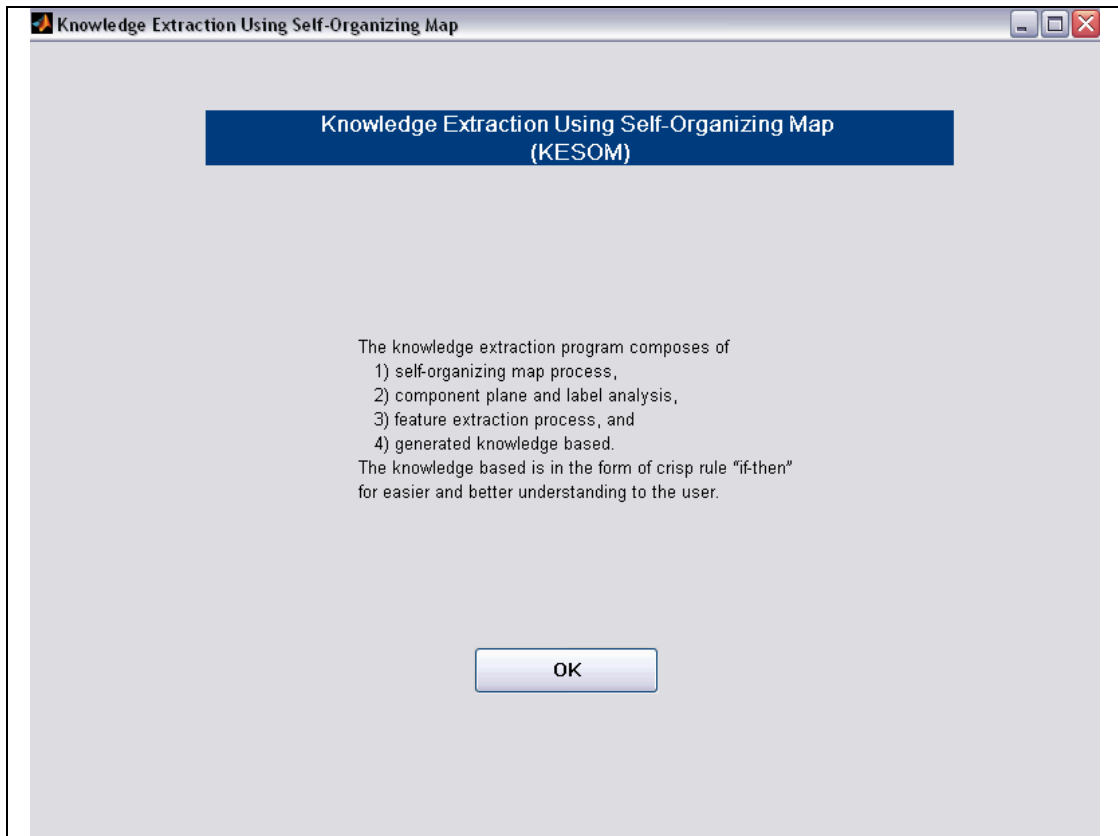 Knowledge Extraction Using Self-Organizing Map
Knowledge Extraction Using Self-Organizing Map
(KESOM)
The knowledge extraction program composes of
1) self-organizing map process,
2) component plane and label analysis,
3) feature extraction process, and
4) generated knowledge based.
The knowledge based is in the form of crisp rule “if-then”
for easier and better understanding to the user.
OK